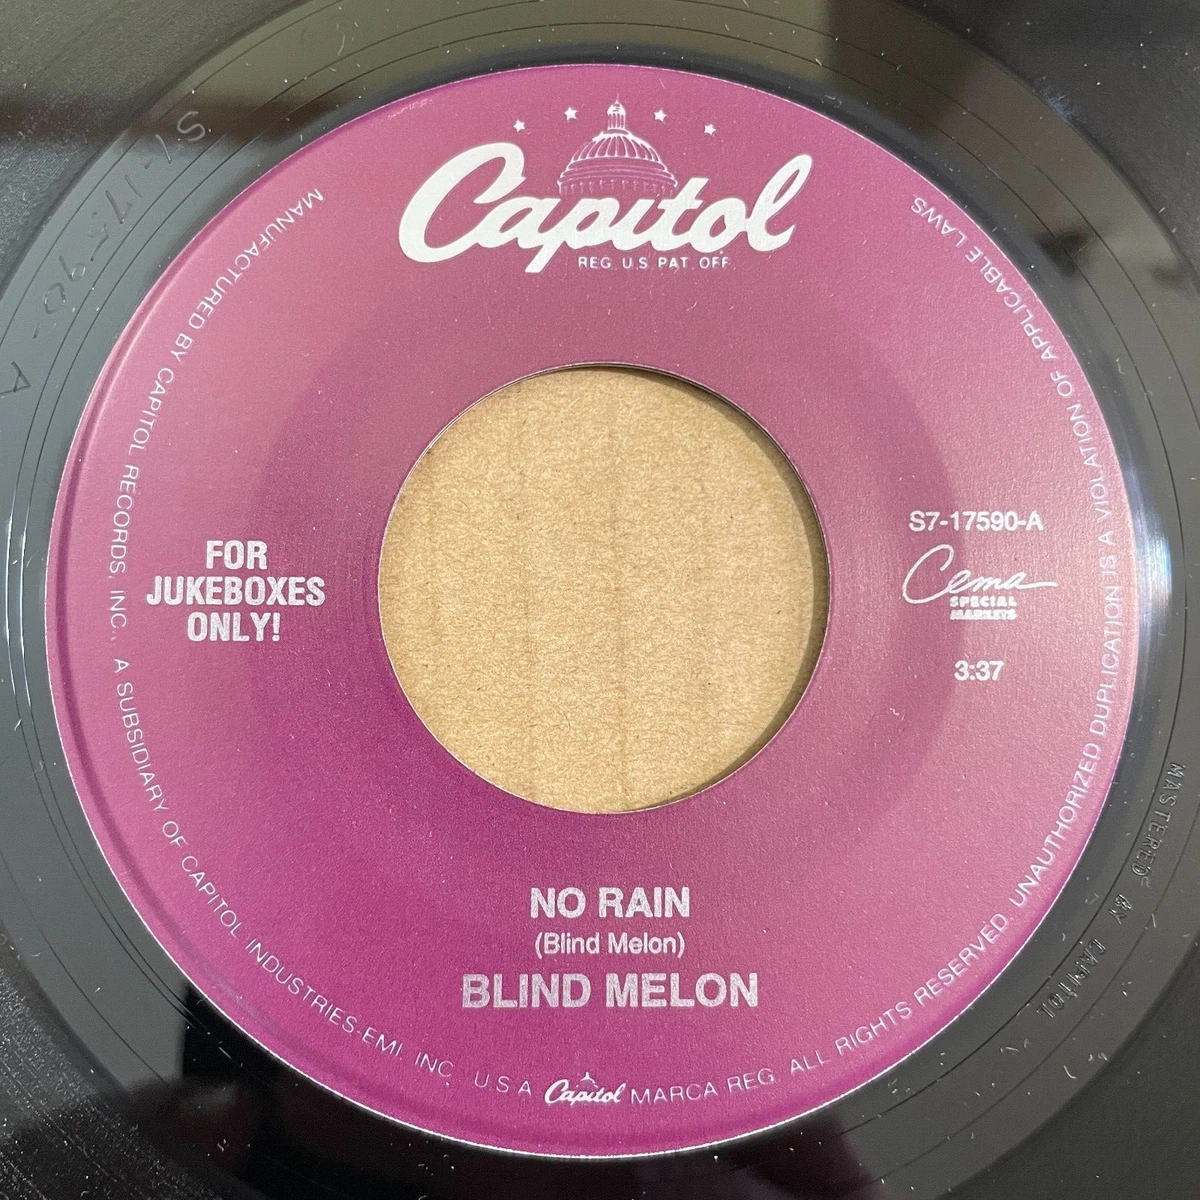 Capitol
REG. U.S. PAT. OFF.
FOR
JUKEBOXES
ONLY!
S7-17590-A
Cema
SPECIAL
MARKETS
3:37
NO RAIN
(Blind Melon)
BLIND MELON
MANUFACTURED BY CAPITOL RECORDS, INC., A SUBSIDIARY OF CAPITOL INDUSTRIES-EMI, INC. U.S.A. Capitol MARCA REG. ALL RIGHTS RESERVED. UNAUTHORIZED DUPLICATION IS A VIOLATION OF APPLICABLE LAWS
S7-17590-A
MASTERED BY CAPITOL